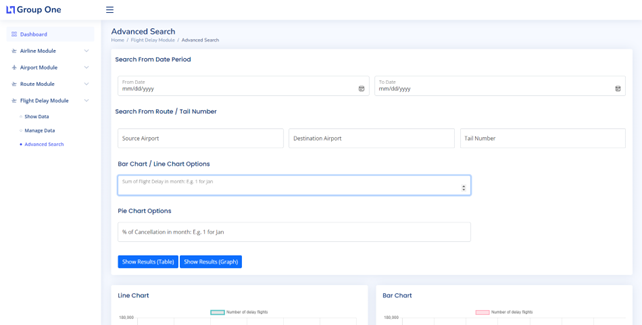 Group One
Dashboard
Airline Module
Airport Module
Route Module
Flight Delay Module
Show Data
Manage Data
Advanced Search
Advanced Search
Home / Flight Delay Module / Advanced Search
Search From Date Period
From Date
mm/dd/yyyy
To Date
mm/dd/yyyy
Search From Route / Tail Number
Source Airport
Destination Airport
Tail Number
Bar Chart / Line Chart Options
Sum of Flight Delay in month: E.g. 1 for Jan
Pie Chart Options
% of Cancellation in month: E.g. 1 for Jan
Show Results (Table)
Show Results (Graph)
Line Chart
Number of delay flights
180,000
Bar Chart
Number of delay flights
180,000